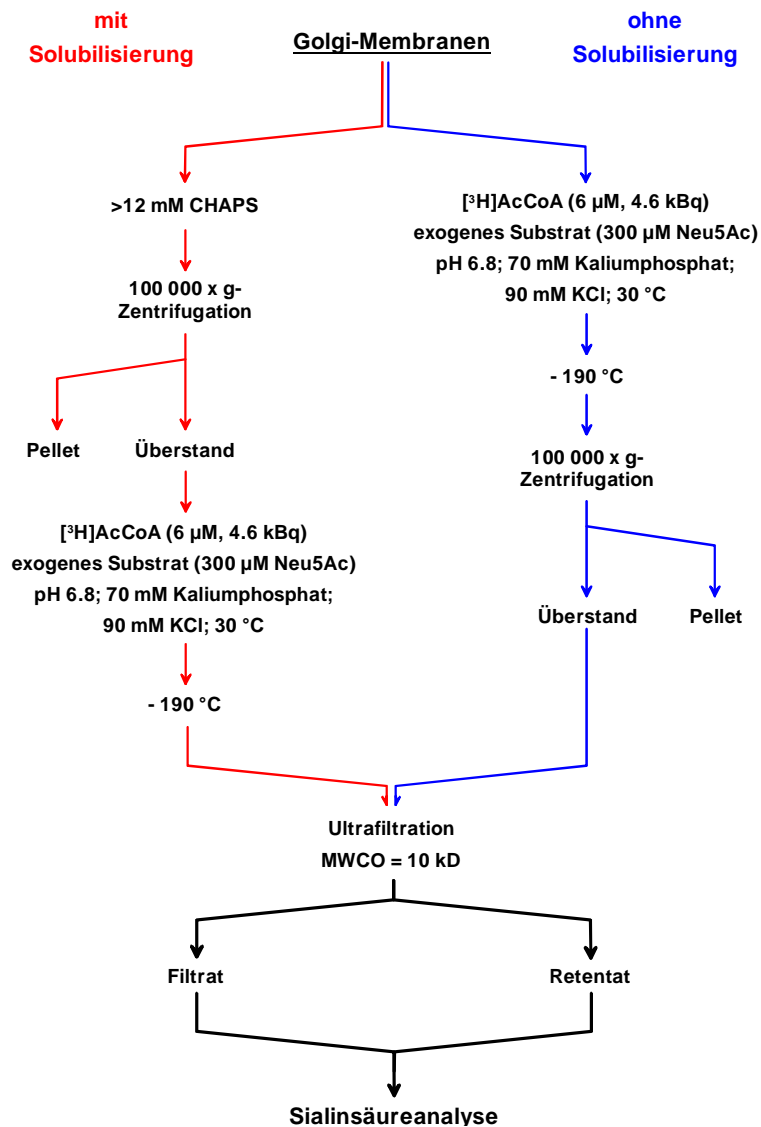 mit
Solubilisierung
Golgi-Membranen
ohne
Solubilisierung
>12 mM CHAPS
100 000 x g-
Zentrifugation
Pellet
Überstand
[³H]AcCoA (6 µM, 4.6 kBq)
exogenes Substrat (300 µM Neu5Ac)
pH 6.8; 70 mM Kaliumphosphat;
90 mM KCl; 30 °C
- 190 °C
[³H]AcCoA (6 µM, 4.6 kBq)
exogenes Substrat (300 µM Neu5Ac)
pH 6.8; 70 mM Kaliumphosphat;
90 mM KCl; 30 °C
- 190 °C
100 000 x g-
Zentrifugation
Überstand
Pellet
Ultrafiltration
MWCO = 10 kD
Filtrat
Retentat
Sialinsäureanalyse